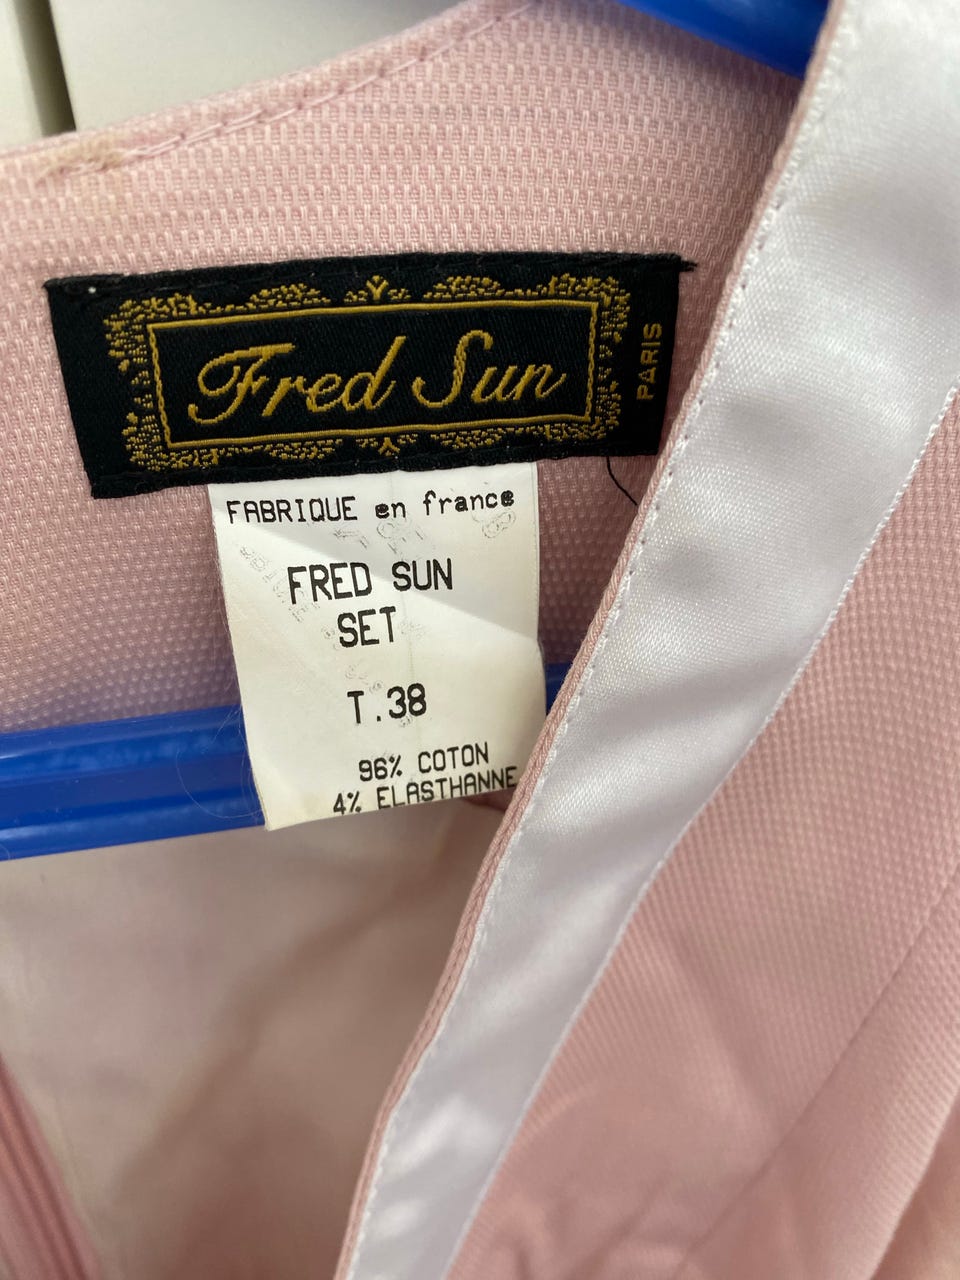 Fred Sun
PARIS
FABRIQUE en france
FRED SUN
SET
T.38
96% COTON
4% ELASTHANNE